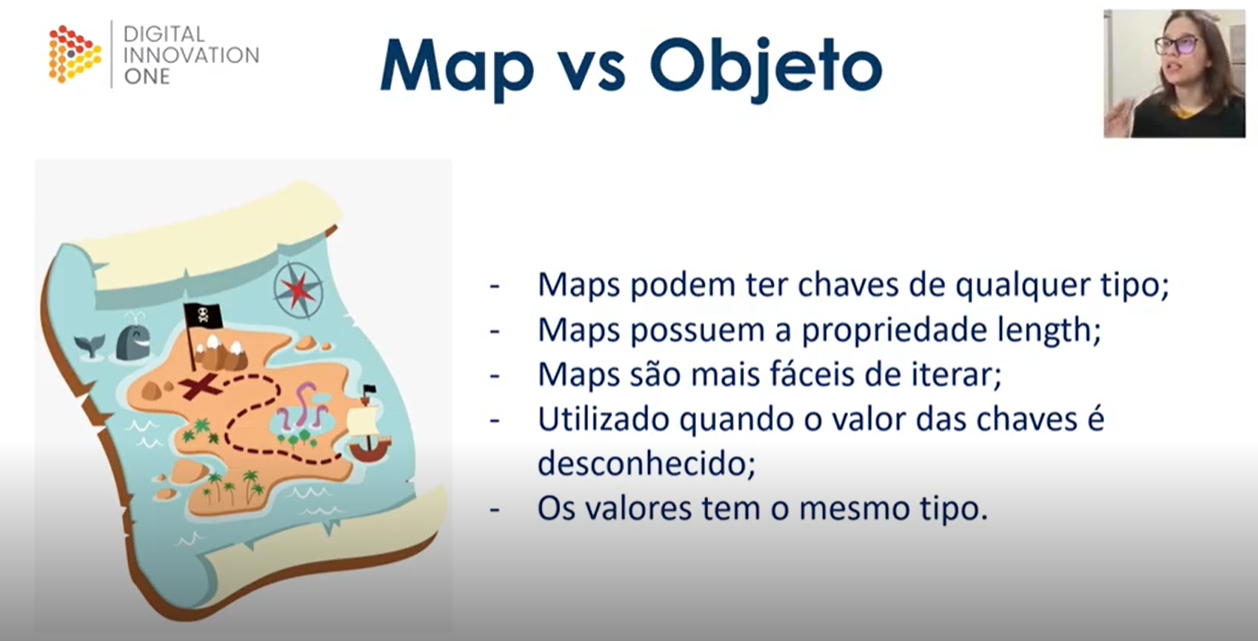 DIGITAL
INNOVATION
ONE
Map vs Objeto
- Maps podem ter chaves de qualquer tipo;
- Maps possuem a propriedade length;
- Maps são mais fáceis de iterar;
- Utilizado quando o valor das chaves é
desconhecido;
- Os valores tem o mesmo tipo.